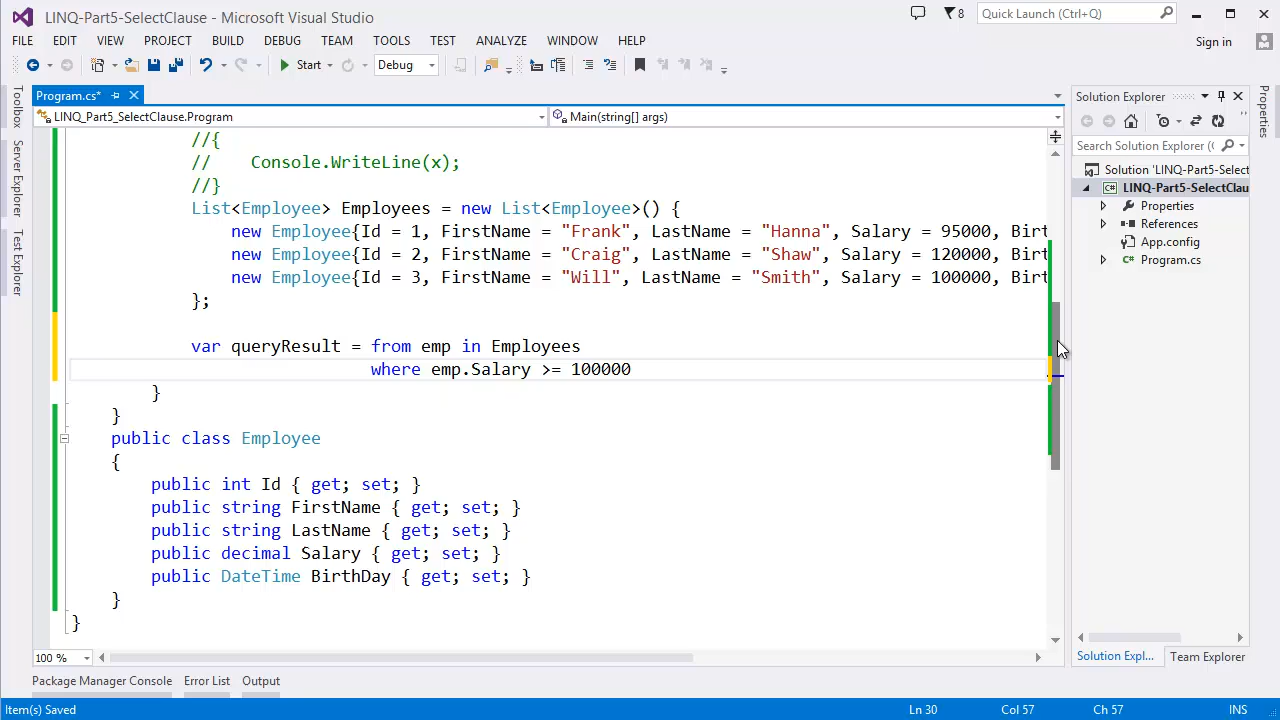 LINQ-Part5-SelectClause - Microsoft Visual Studio
8
Quick Launch (Ctrl+Q)
FILE EDIT VIEW PROJECT BUILD DEBUG TEAM TOOLS TEST ANALYZE WINDOW HELP
Sign in
Start
Debug
Program.cs*
LINQ_Part5_SelectClause.Program
Main(string[] args)
Toolbox
Server Explorer
Test Explorer
//{
//   Console.WriteLine(x);
//}
List<Employee> Employees = new List<Employee>() {
new Employee{Id = 1, FirstName = "Frank", LastName = "Hanna", Salary = 95000, Birt
new Employee{Id = 2, FirstName = "Craig", LastName = "Shaw", Salary = 120000, Birt
new Employee{Id = 3, FirstName = "Will", LastName = "Smith", Salary = 100000, Birt
};
var queryResult = from emp in Employees
where emp.Salary >= 100000
}
}
public class Employee
{
public int Id { get; set; }
public string FirstName { get; set; }
public string LastName { get; set; }
public decimal Salary { get; set; }
public DateTime BirthDay { get; set; }
}
}
100 %
Solution Explorer
Search Solution Explorer (
Solution 'LINQ-Part5-Select
C# LINQ-Part5-SelectClau
Properties
References
App.config
C# Program.cs
Solution Expl...
Team Explorer
Properties
Package Manager Console
Error List
Output
Item(s) Saved
Ln 30
Col 57
Ch 57
INS